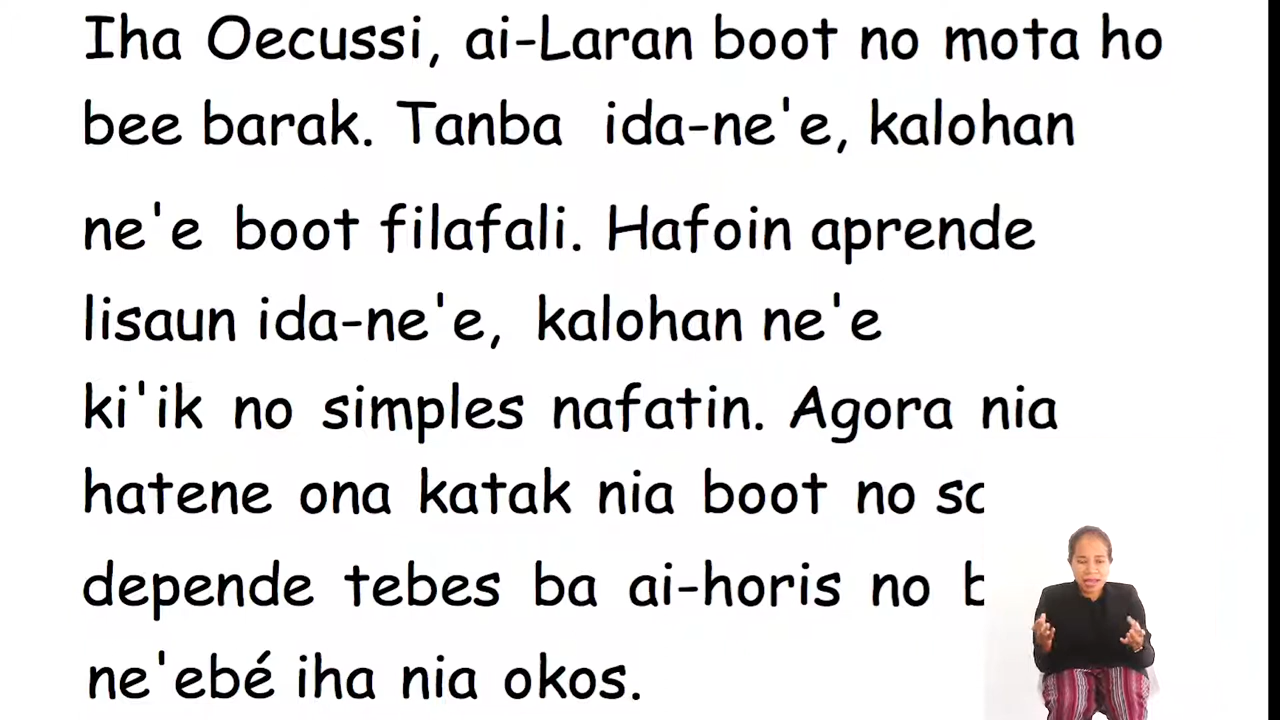 Iha Oecussi, ai-Laran boot no mota ho
bee barak. Tanba ida-ne'e, kalohan
ne'e boot filafali. Hafoin aprende
lisaun ida-ne'e, kalohan ne'e
ki'ik no simples nafatin. Agora nia
hatene ona katak nia boot no
depende tebes ba ai-horis no
ne'ebé iha nia okos.